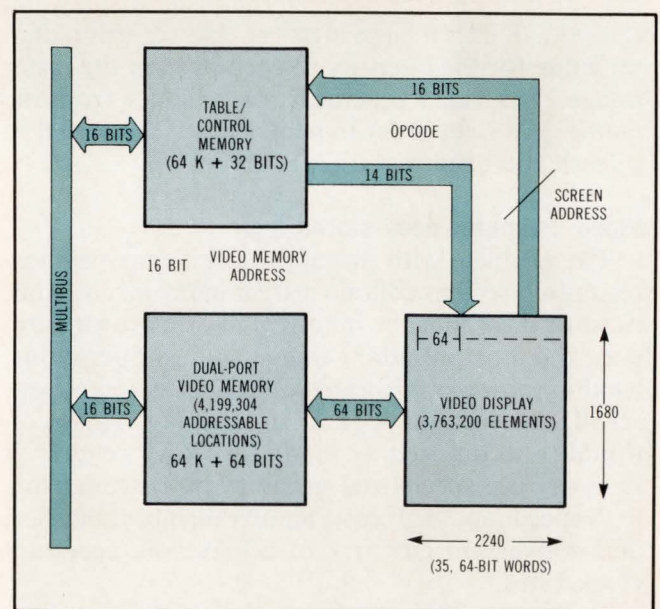 MULTIBUS
16 BITS
TABLE/
CONTROL
MEMORY
(64 K + 32 BITS)
16 BITS
OPCODE
14 BITS
SCREEN
ADDRESS
16 BIT VIDEO MEMORY
ADDRESS
16 BITS
DUAL-PORT
VIDEO MEMORY
(4,199,304
ADDRESSABLE
LOCATIONS)
64 K + 64 BITS
64 BITS
64
VIDEO DISPLAY
(3,763,200 ELEMENTS)
1680
2240
(35, 64-BIT WORDS)